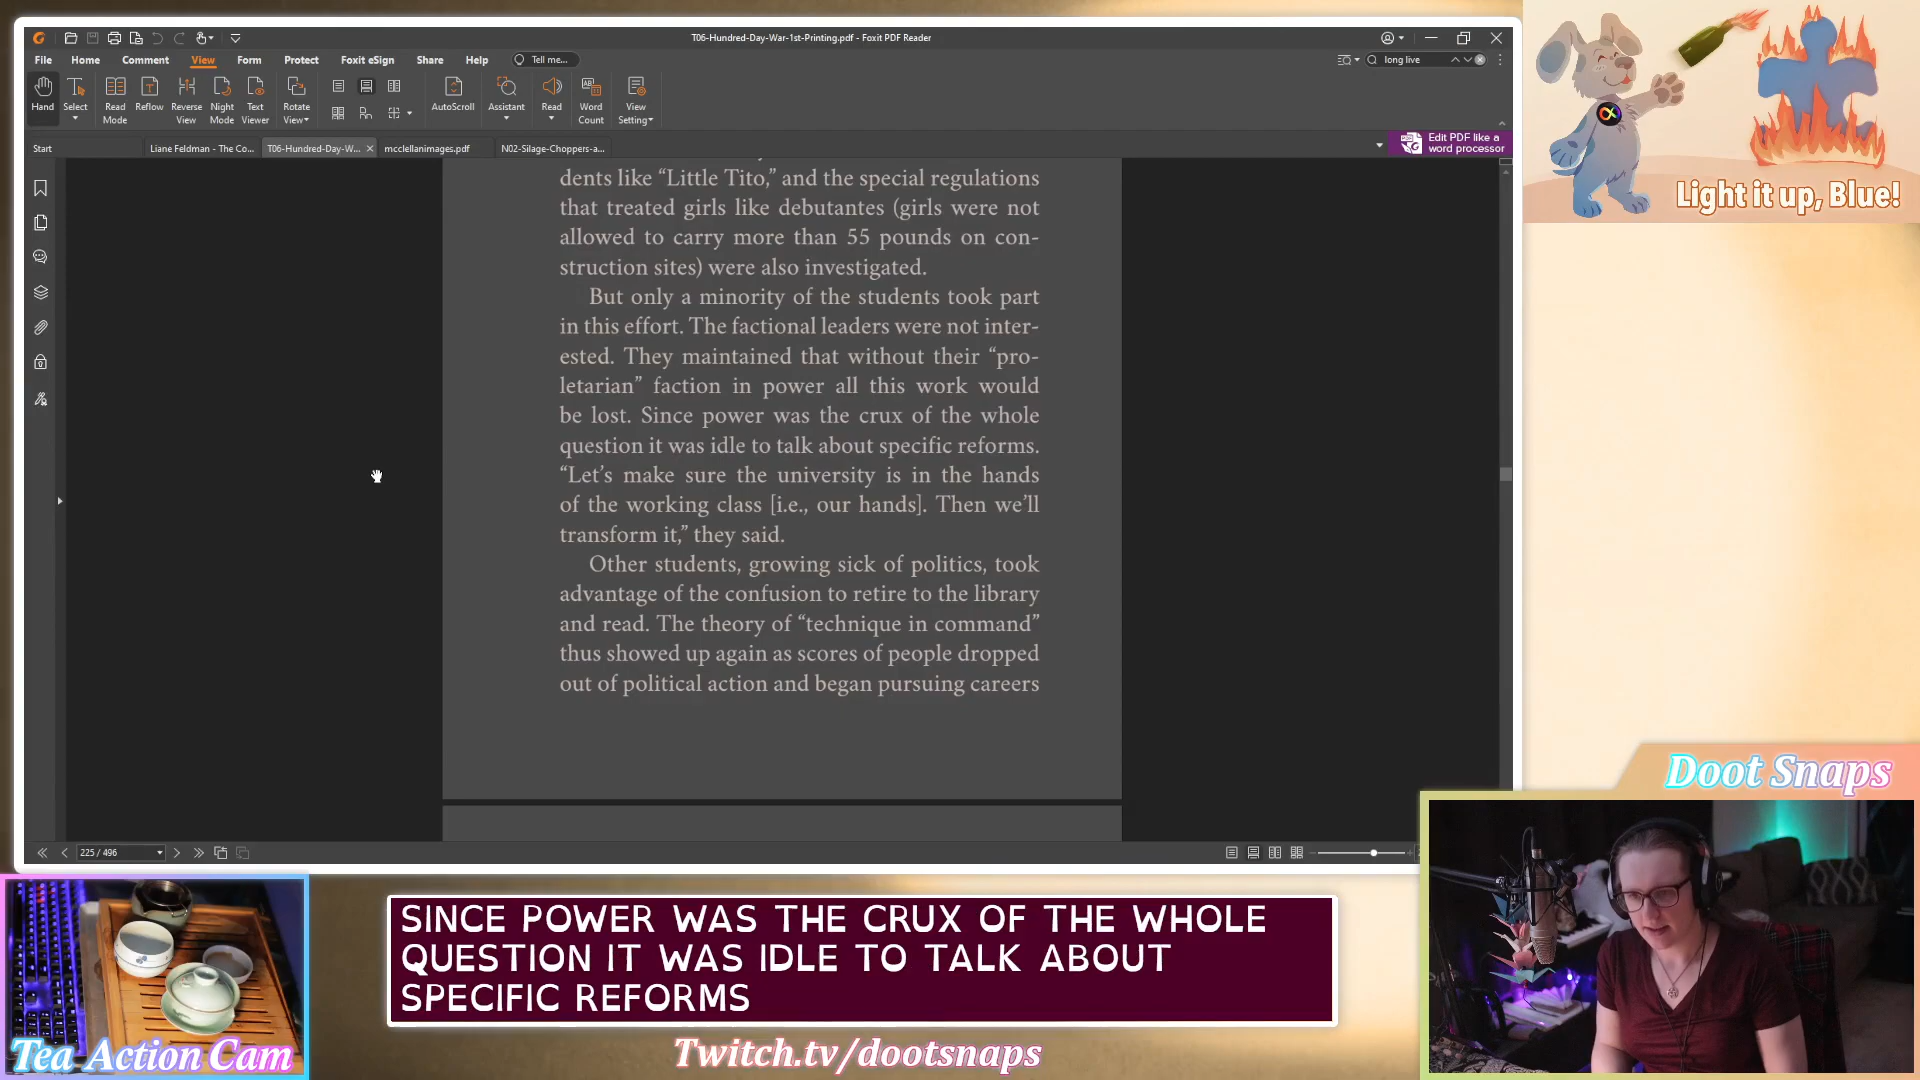 T06-Hundred-Day-War-1st-Printing.pdf - Foxit PDF Reader
File Home Comment View Form Protect Foxit eSign Share Help Tell me...
long live
Hand Select Read Mode Reflow Reverse View Night Mode Text Viewer Rotate View AutoScroll Assistant Read Word Count View Setting
Edit PDF like a
word processor
Start Liane Feldman - The Co... T06-Hundred-Day-W... mcclellanimages.pdf N02-Silage-Choppers-a...
dents like “Little Tito,” and the special regulations
that treated girls like debutantes (girls were not
allowed to carry more than 55 pounds on con-
struction sites) were also investigated.
But only a minority of the students took part
in this effort. The factional leaders were not inter-
ested. They maintained that without their “pro-
letarian” faction in power all this work would
be lost. Since power was the crux of the whole
question it was idle to talk about specific reforms.
“Let’s make sure the university is in the hands
of the working class [i.e., our hands]. Then we’ll
transform it,” they said.
Other students, growing sick of politics, took
advantage of the confusion to retire to the library
and read. The theory of “technique in command”
thus showed up again as scores of people dropped
out of political action and began pursuing careers
225 / 496
Light it up, Blue!
Doot Snaps
SINCE POWER WAS THE CRUX OF THE WHOLE
QUESTION IT WAS IDLE TO TALK ABOUT
SPECIFIC REFORMS
Tea Action Cam
Twitch.tv/dootsnaps